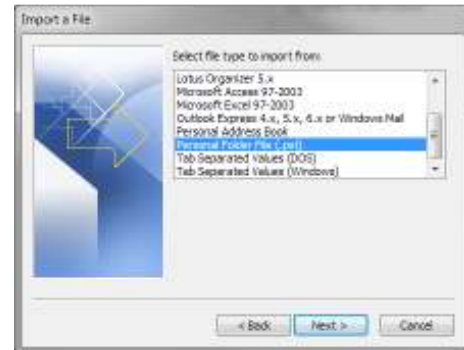 Import a File
Select file type to import from:
Lotus Organizer 5.x
Microsoft Access 97-2003
Microsoft Excel 97-2003
Outlook Express 4.x, 5.x, 6.x or Windows Mail
Personal Address Book
Personal Folder File (.pst)
Tab Separated Values (DOS)
Tab Separated Values (Windows)
< Back
Next >
Cancel